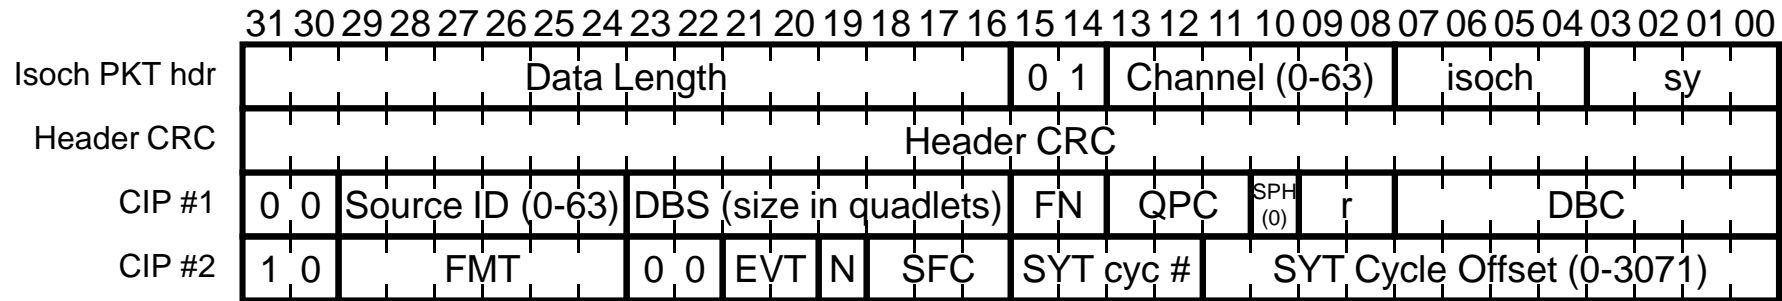 31 30 29 28 27 26 25 24 23 22 21 20 19 18 17 16 15 14 13 12 11 10 09 08 07 06 05 04 03 02 01 00
Isoch PKT hdr Data Length 0 1 Channel (0-63) isoch sy
Header CRC Header CRC
CIP #1 0 0 Source ID (0-63) DBS (size in quadlets) FN QPC SPH (0) r DBC
CIP #2 1 0 FMT 0 0 EVT N SFC SYT cyc # SYT Cycle Offset (0-3071)